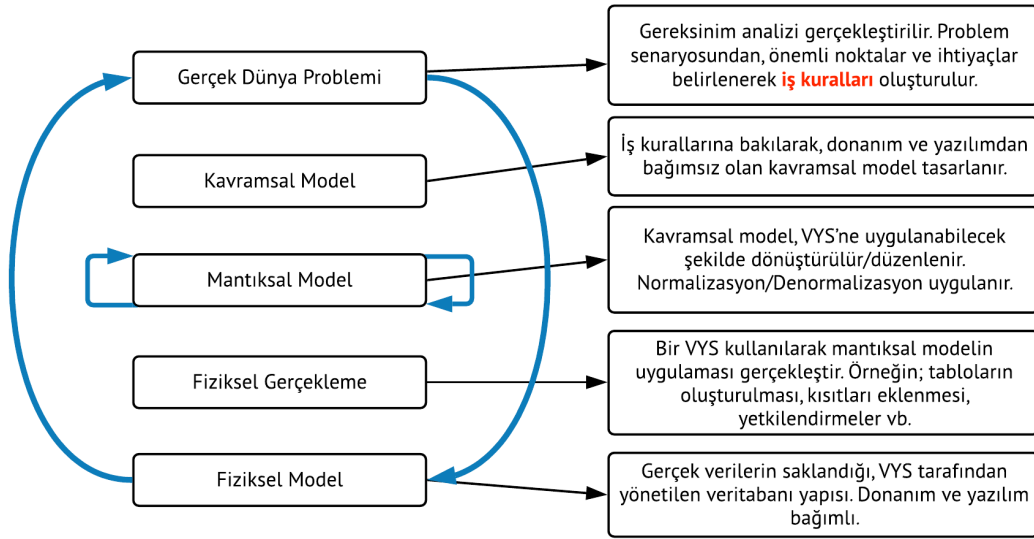 Gerçek Dünya Problemi
Gereksinim analizi gerçekleştirilir. Problem
senaryosundan, önemli noktalar ve ihtiyaçlar
belirlenerek iş kuralları oluşturulur.
Kavramsal Model
İş kurallarına bakılarak, donanım ve yazılımdan
bağımsız olan kavramsal model tasarlanır.
Mantıksal Model
Kavramsal model, VYS’ne uygulanabilecek
şekilde dönüştürülür/düzenlenir.
Normalizasyon/Denormalizasyon uygulanır.
Fiziksel Gerçekleme
Bir VYS kullanılarak mantıksal modelin
uygulaması gerçekleştir. Örneğin; tabloların
oluşturulması, kısıtları eklenmesi,
yetkilendirmeler vb.
Fiziksel Model
Gerçek verilerin saklandığı, VYS tarafından
yönetilen veritabanı yapısı. Donanım ve yazılım
bağımlı.